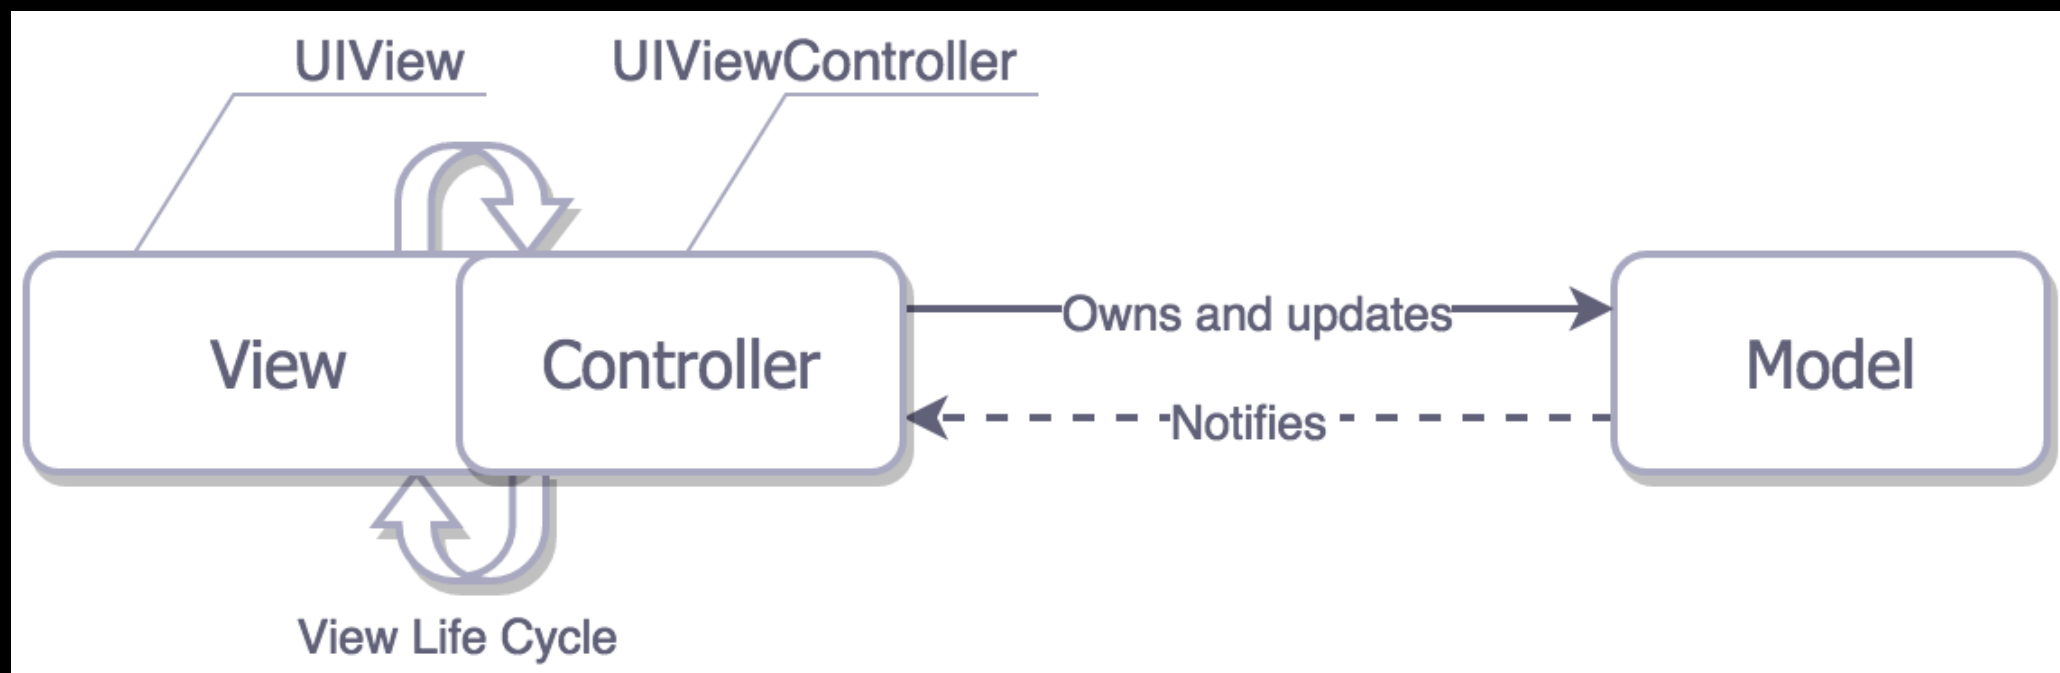 UIView
UIViewController
View
Controller
Owns and updates
Model
Notifies
View Life Cycle